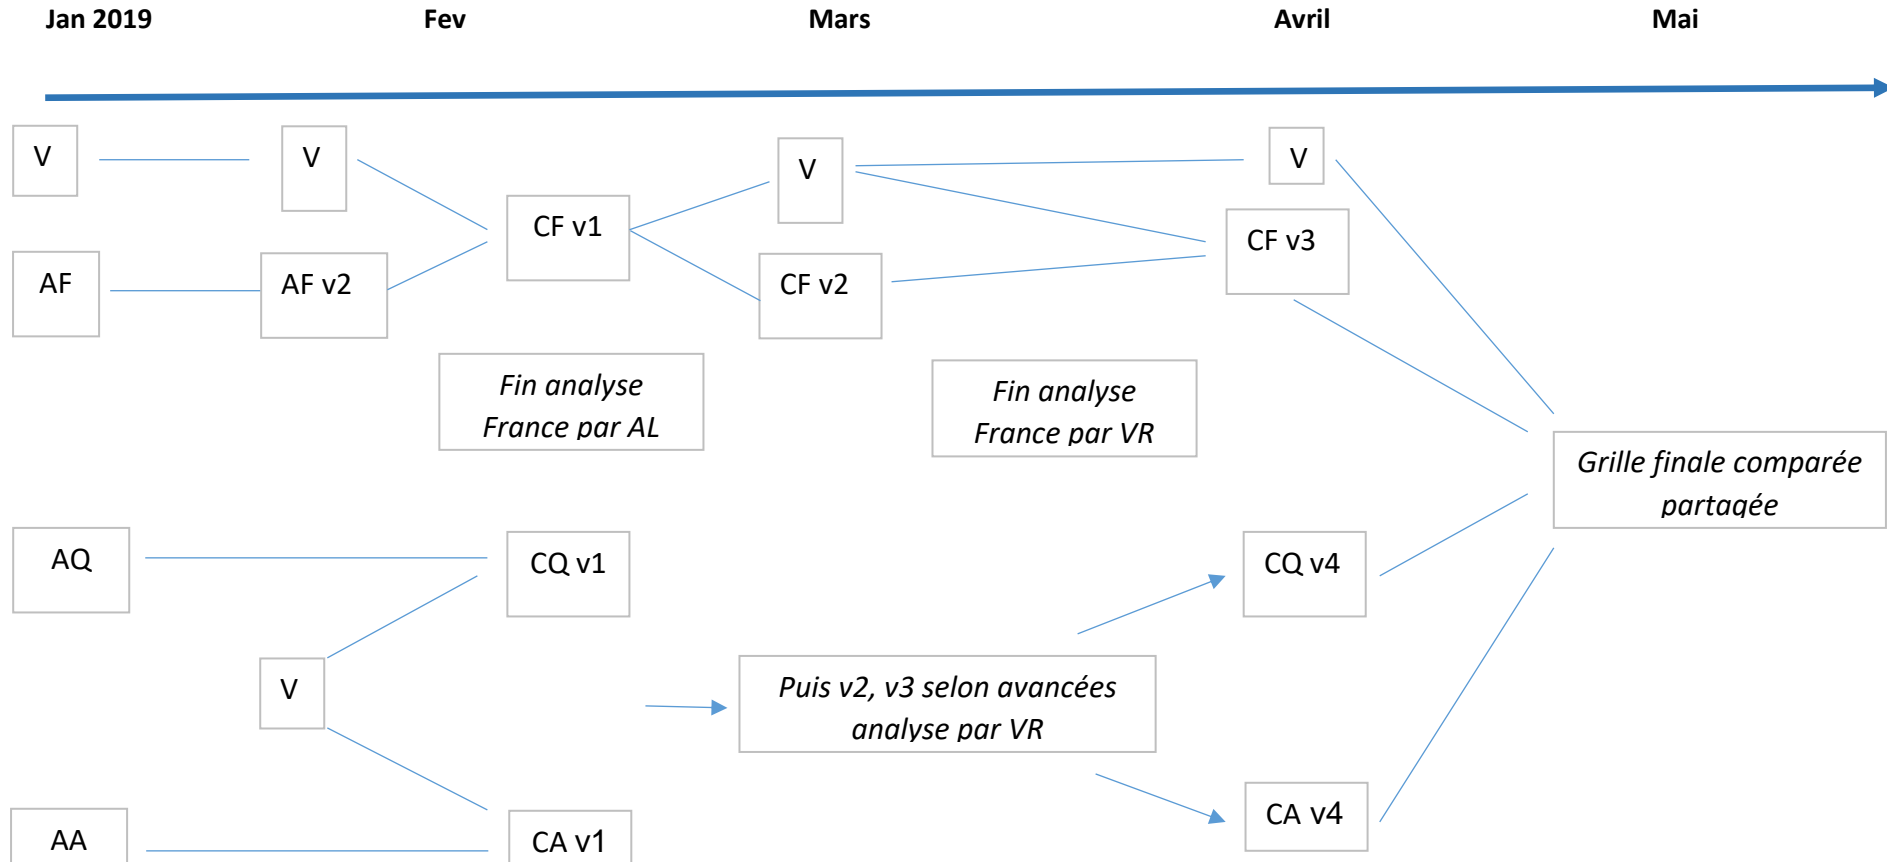 Jan 2019 Fev Mars Avril Mai
V V V V
CF v1 CF v3
AF AF v2 CF v2
Fin analyse
France par AL
Fin analyse
France par VR
Grille finale comparée
partagée
AQ CQ v1 CQ v4
V
Puis v2, v3 selon avancées
analyse par VR
AA CA v1 CA v4